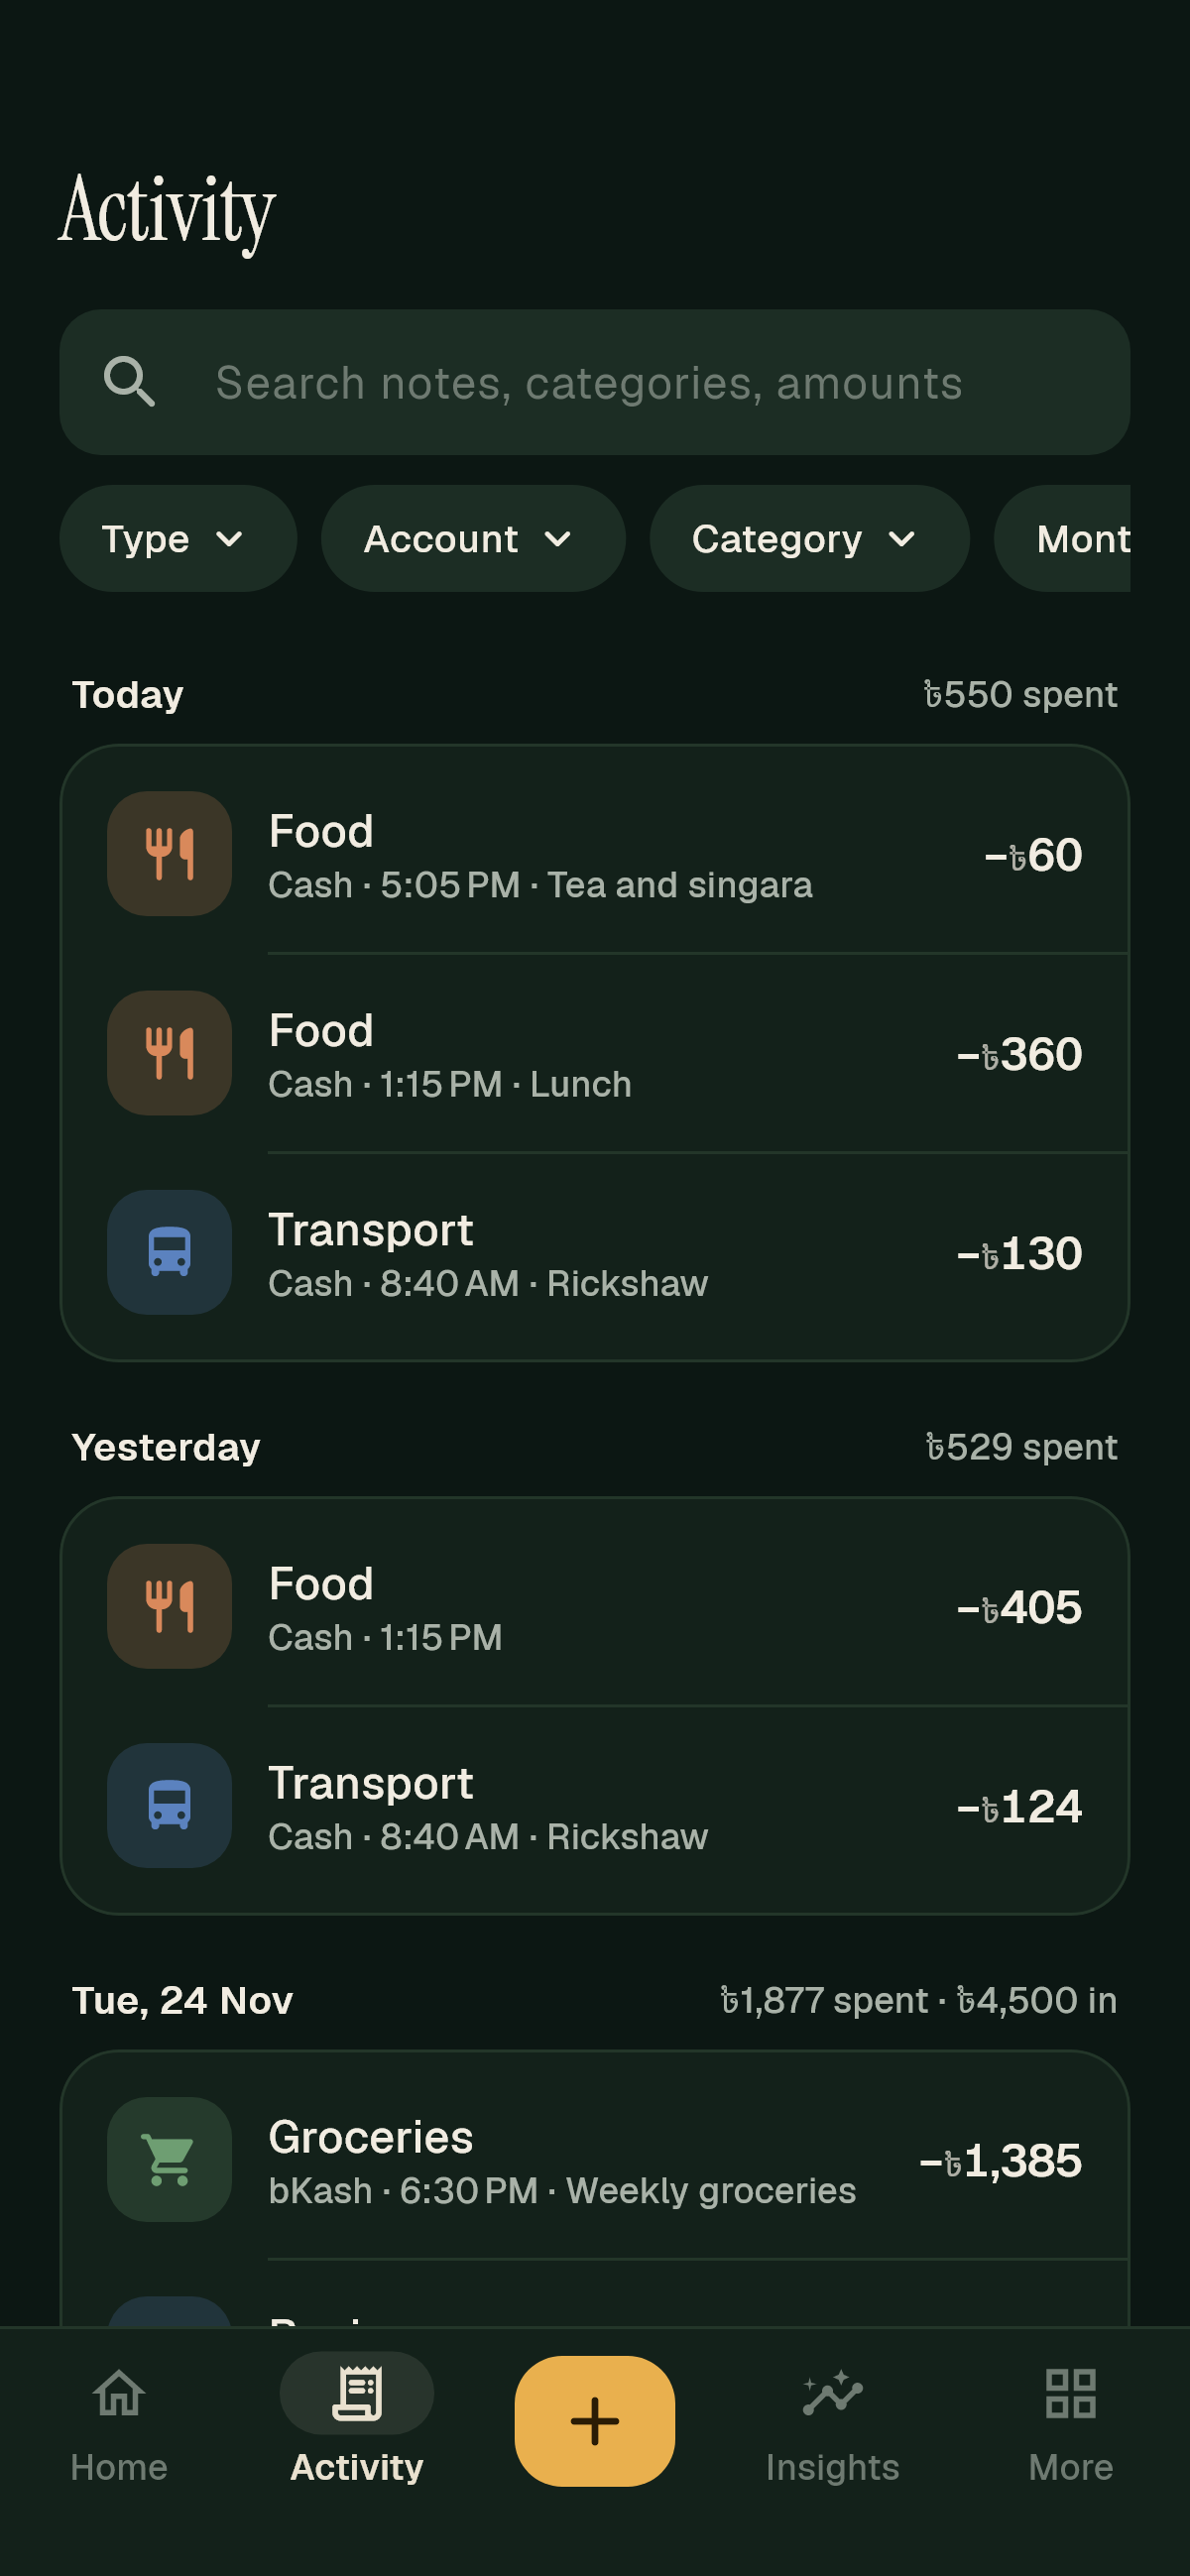 Activity
Search notes, categories, amounts
Type Account Category Mont
Today ৳550 spent
Food
Cash · 5:05 PM · Tea and singara
−৳60
Food
Cash · 1:15 PM · Lunch
−৳360
Transport
Cash · 8:40 AM · Rickshaw
−৳130
Yesterday ৳529 spent
Food
Cash · 1:15 PM
−৳405
Transport
Cash · 8:40 AM · Rickshaw
−৳124
Tue, 24 Nov ৳1,877 spent · ৳4,500 in
Groceries
bKash · 6:30 PM · Weekly groceries
−৳1,385
Home Activity Insights More